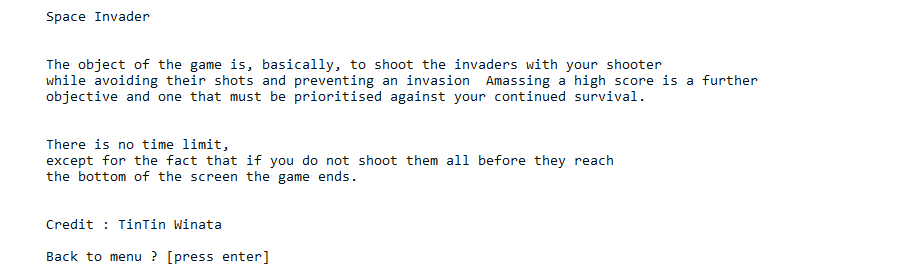 Space Invader
The object of the game is, basically, to shoot the invaders with your shooter
while avoiding their shots and preventing an invasion  Amassing a high score is a further
objective and one that must be prioritised against your continued survival.
There is no time limit,
except for the fact that if you do not shoot them all before they reach
the bottom of the screen the game ends.
Credit : TinTin Winata
Back to menu ? [press enter]